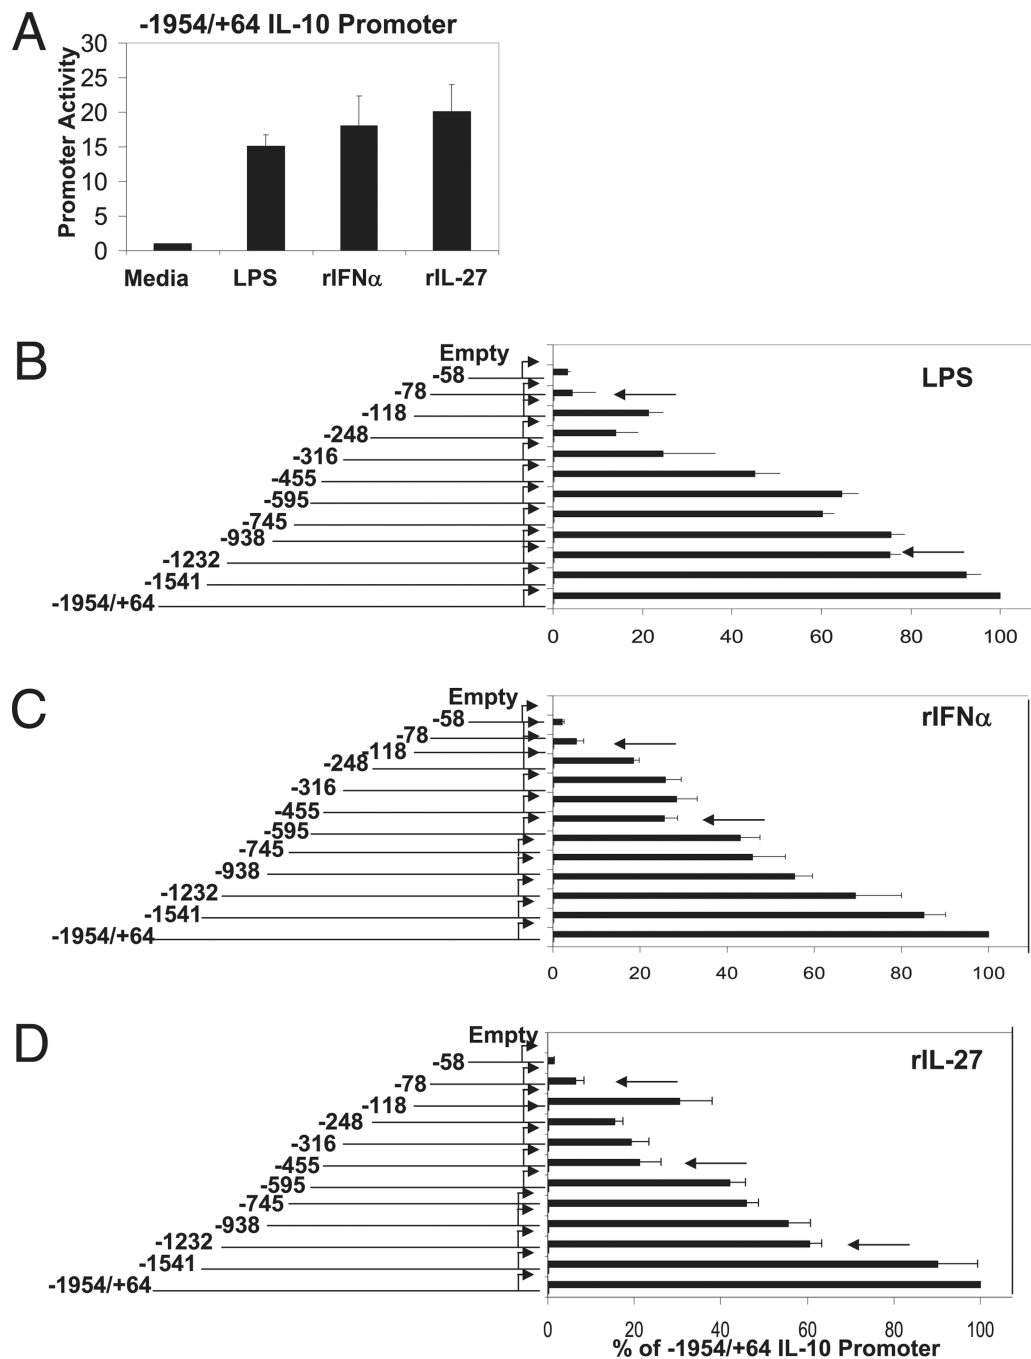 A
-1954/+64 IL-10 Promoter
Promoter Activity
30
25
20
15
10
5
0
Media LPS rIFNα rIL-27
B
LPS
Empty
-58
-78
-118
-248
-316
-455
-595
-745
-938
-1232
-1541
-1954/+64
0 20 40 60 80 100
C
rIFNα
Empty
-58
-78
-118
-248
-316
-455
-595
-745
-938
-1232
-1541
-1954/+64
0 20 40 60 80 100
D
rIL-27
Empty
-58
-78
-118
-248
-316
-455
-595
-745
-938
-1232
-1541
-1954/+64
0 20 40 60 80 100
% of -1954/+64 IL-10 Promoter